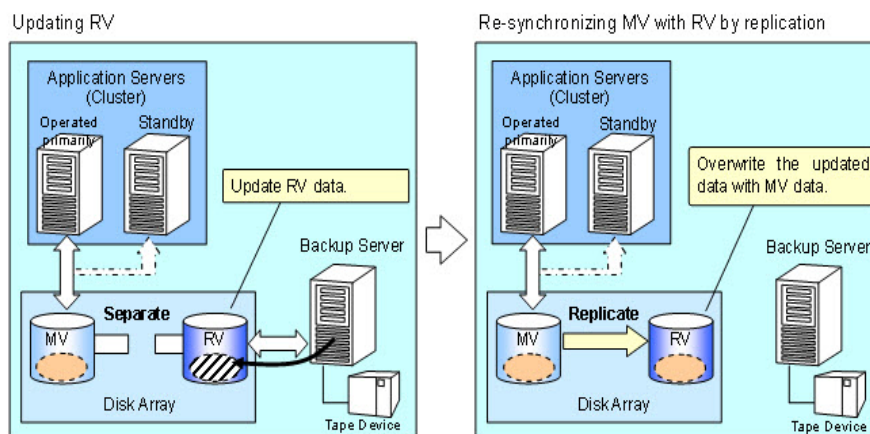 Updating RV
Application Servers
(Cluster)
Operated
primarily
Standby
Update RV data.
Backup Server
Separate
MV
RV
Disk Array
Tape Device
Re-synchronizing MV with RV by replication
Application Servers
(Cluster)
Operated
primarily
Standby
Overwrite the updated
data with MV data.
Backup Server
Replicate
MV
RV
Disk Array
Tape Device